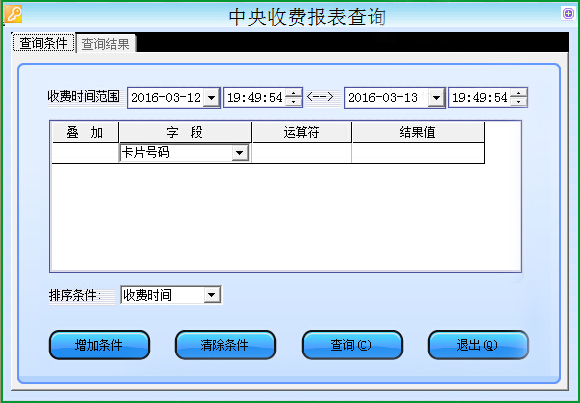 中央收费报表查询
查询条件 查询结果
收费时间范围 2016-03-12 19:49:54 <--> 2016-03-13 19:49:54
叠 加 字 段 运算符 结果值
卡片号码
排序条件: 收费时间
增加条件 清除条件 查询(C) 退出(Q)